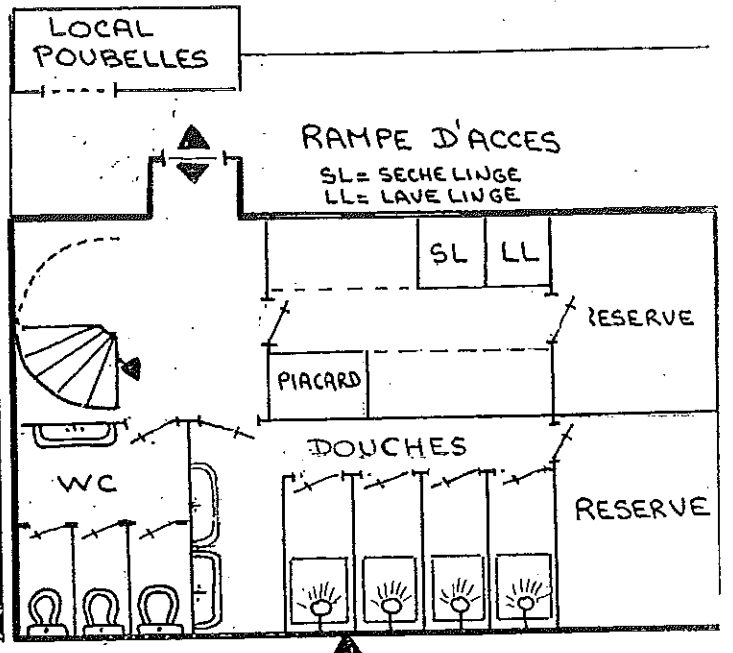 LOCAL
POUBELLES
RAMPE D'ACCES
SL= SECHE LINGE
LL= LAVE LINGE
SL
LL
RESERVE
PIACARD
DOUCHES
WC
RESERVE